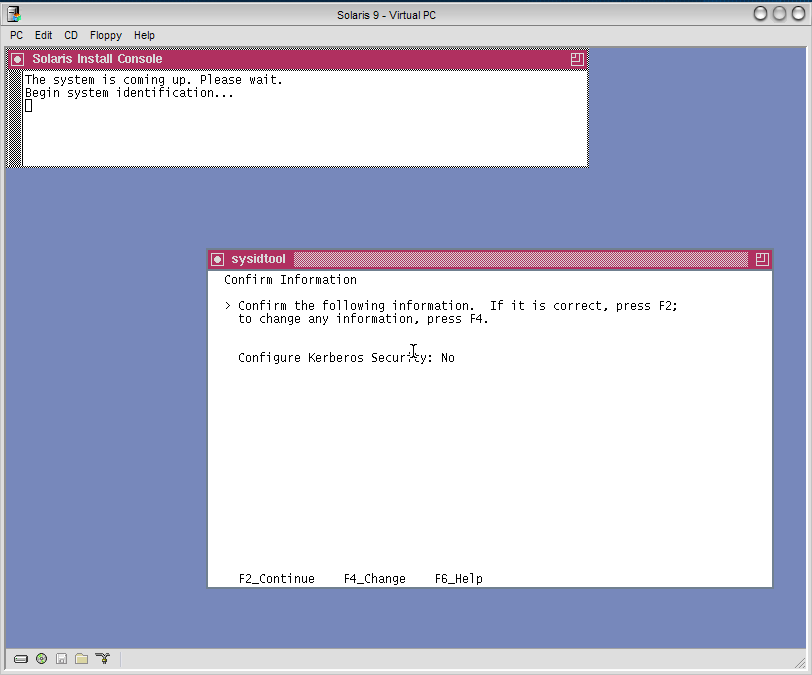 Solaris 9 - Virtual PC
PC Edit CD Floppy Help
Solaris Install Console
The system is coming up. Please wait.
Begin system identification...
sysidtool
Confirm Information
> Confirm the following information.  If it is correct, press F2;
to change any information, press F4.
Configure Kerberos Security: No
F2_Continue F4_Change F6_Help